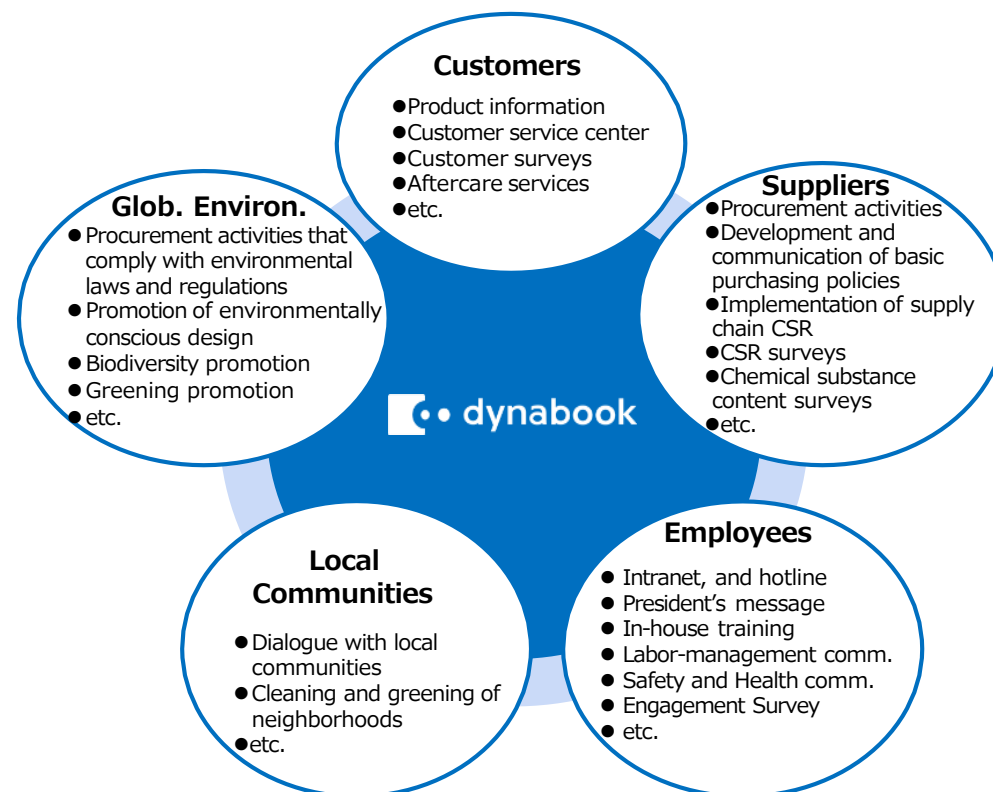 Customers
●Product information
●Customer service center
●Customer surveys
●Aftercare services
●etc.
Suppliers
●Procurement activities
●Development and
communication of basic
purchasing policies
●Implementation of supply
chain CSR
●CSR surveys
●Chemical substance
content surveys
●etc.
Glob. Environ.
● Procurement activities that
comply with environmental
laws and regulations
● Promotion of environmentally
conscious design
● Biodiversity promotion
● Greening promotion
● etc.
dynabook
Employees
● Intranet, and hotline
● President’s message
● In-house training
● Labor-management comm.
● Safety and Health comm.
● Engagement Survey
● etc.
Local
Communities
● Dialogue with local
communities
● Cleaning and greening of
neighborhoods
●etc.